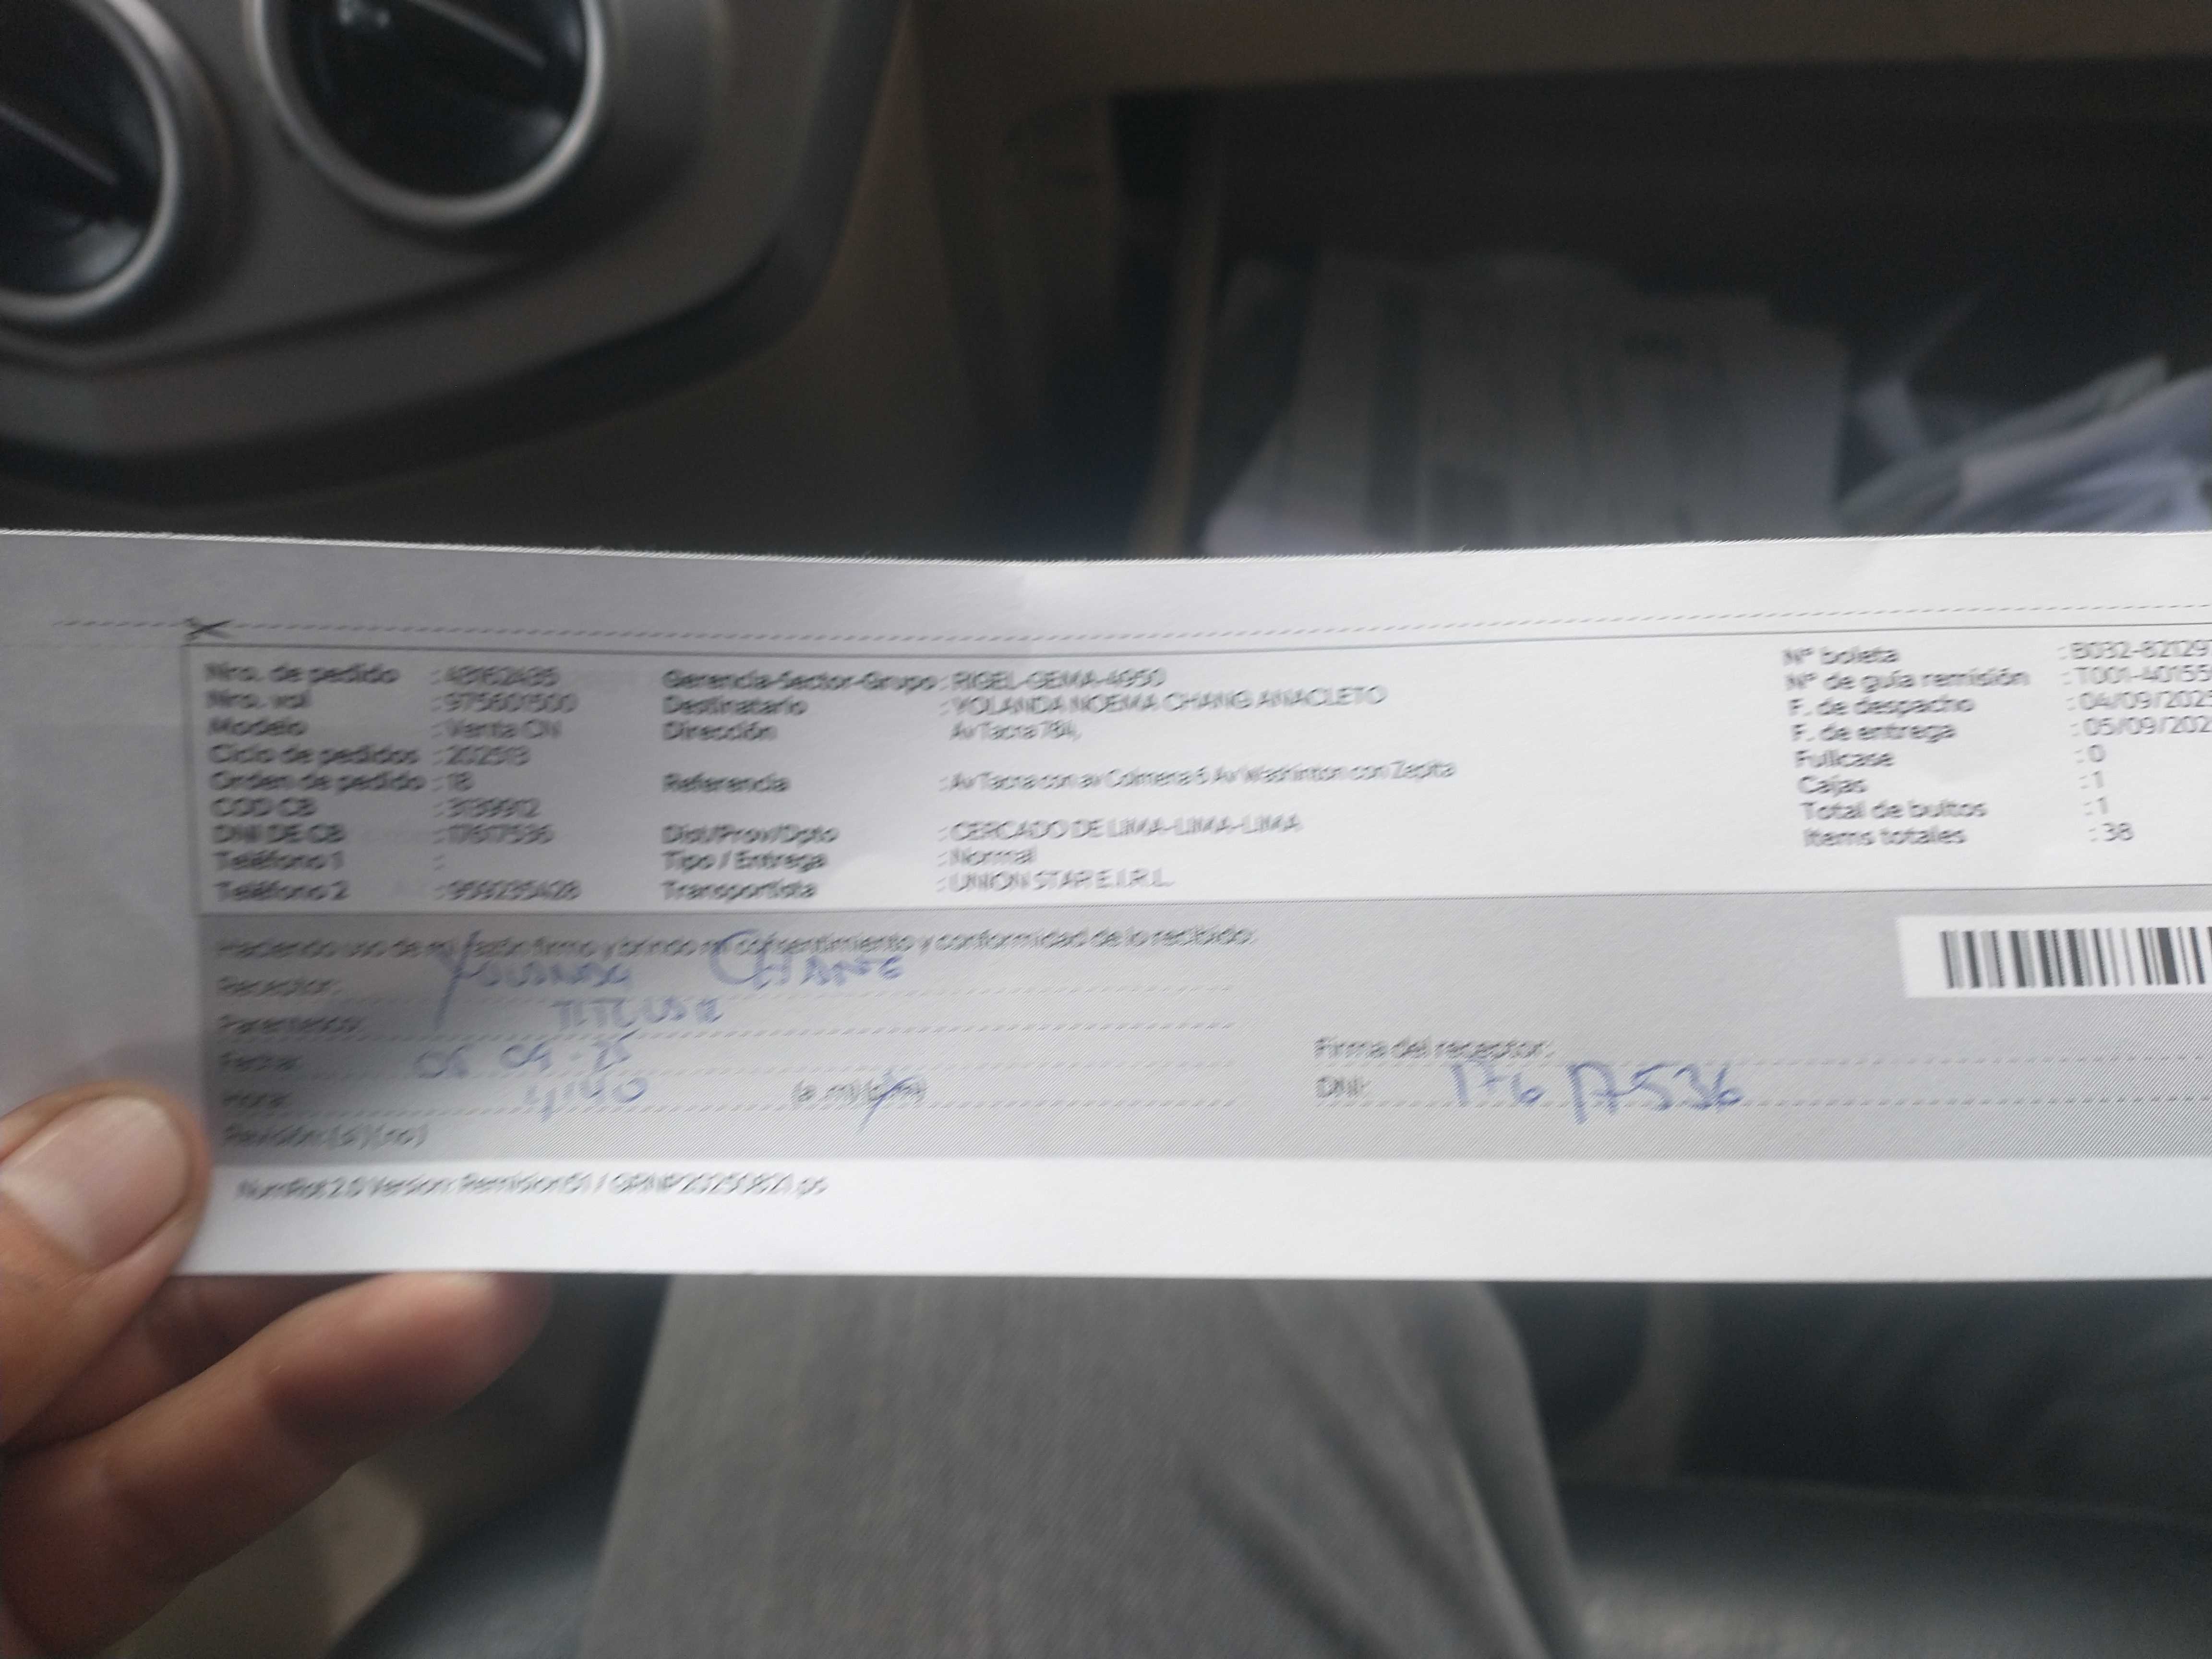 Nro. de pedido : 43162435
Nro. vol : 975601500
Modelo : Venta CN
Ciclo de pedidos : 202513
Orden de pedido : 18
COD CB : 3139912
DNI DE CB : 17617536
Teléfono 1 :
Teléfono 2 : 959235428
Gerencia-Sector-Grupo : RIGEL-GEMA-4950
Destinatario : YOLANDA NOEMA CHANG ANACLETO
Dirección Av Tacna 784,
Referencia : Av Tacna con av Colmena 6 Av Washinton con Zepita
Dist/Prov/Dpto : CERCADO DE LIMA-LIMA-LIMA
Tipo / Entrega : Normal
Transportista : UNION STAR E.I.R.L.
Nº boleta : B032-82129
Nº de guía remisión : T001-40155
F. de despacho : 04/09/202
F. de entrega : 05/09/202
Fullcase : 0
Cajas : 1
Total de bultos : 1
Items totales : 38
Haciendo uso de mi razón firmo y brindo mi consentimiento y conformidad de lo recibido:
Receptor: Yolanda Chang
Parentesco: TITULAR
Fecha: 05 09 - 25
Hora: 4:40 (a.m)/(p.m)
Revisión (si) (no)
Firma del receptor:
DNI: 17617536